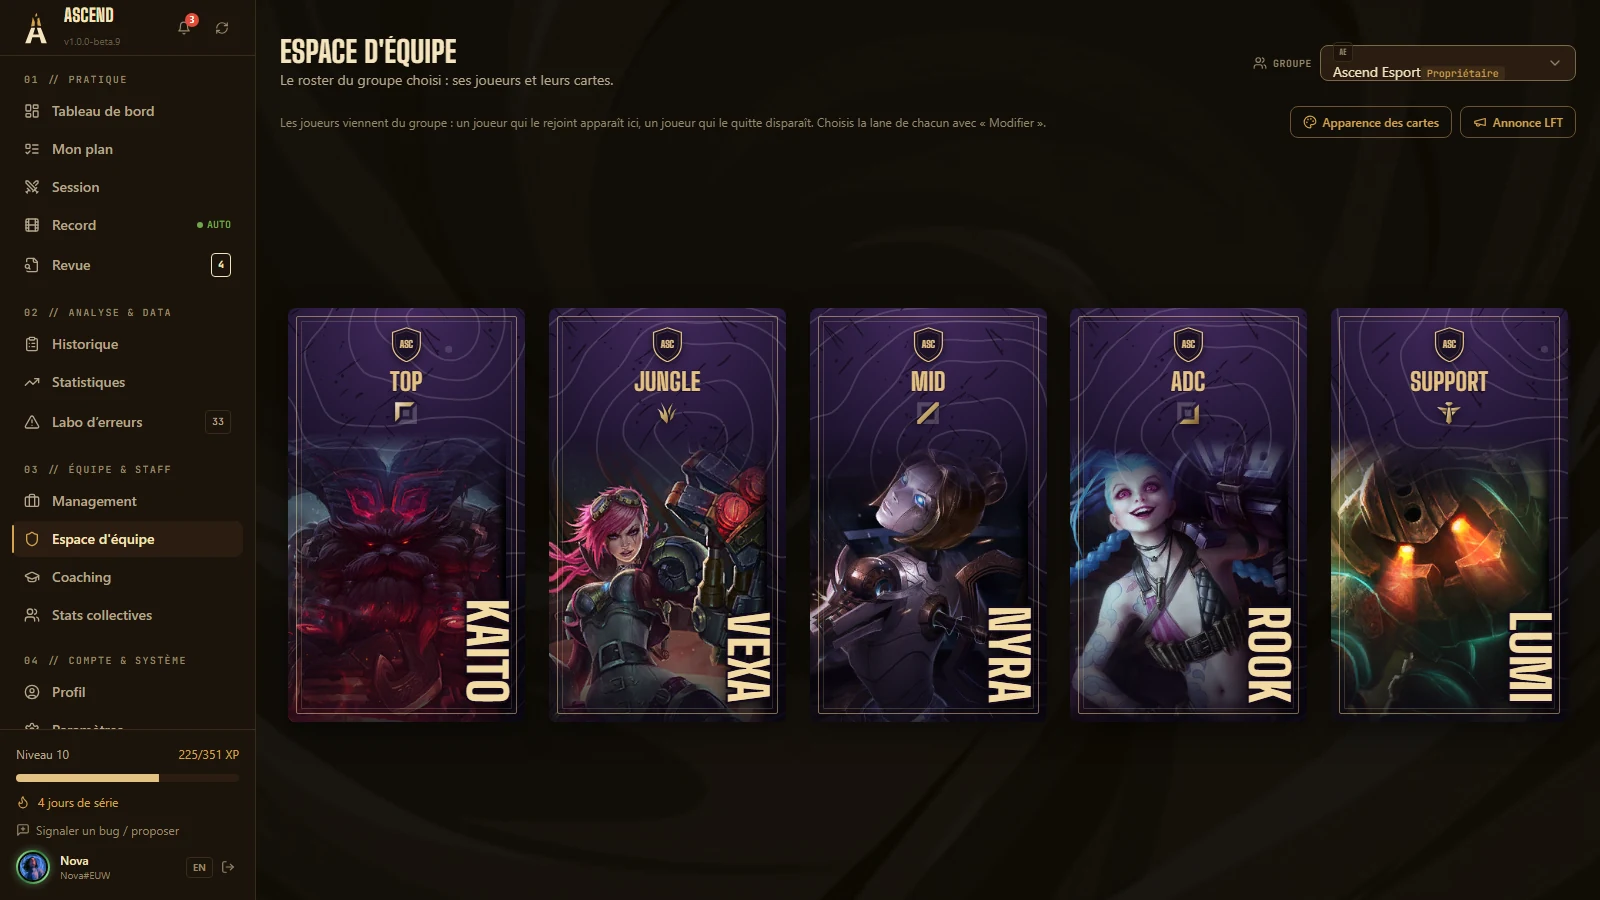 ASCEND
v1.0.0-beta.9
3
01 // PRATIQUE
Tableau de bord
Mon plan
Session
Record
AUTO
Revue
4
02 // ANALYSE & DATA
Historique
Statistiques
Labo d'erreurs
33
03 // ÉQUIPE & STAFF
Management
Espace d'équipe
Coaching
Stats collectives
04 // COMPTE & SYSTÈME
Profil
Niveau 10
225/351 XP
4 jours de série
Signaler un bug / proposer
Nova
Nova#EUW
EN
ESPACE D'ÉQUIPE
Le roster du groupe choisi : ses joueurs et leurs cartes.
GROUPE
AE
Ascend Esport Propriétaire
Les joueurs viennent du groupe : un joueur qui le rejoint apparaît ici, un joueur qui le quitte disparaît. Choisis la lane de chacun avec « Modifier ».
Apparence des cartes
Annonce LFT
ASC
TOP
KAITO
ASC
JUNGLE
VEXA
ASC
MID
NYRA
ASC
ADC
ROOK
ASC
SUPPORT
LUMI